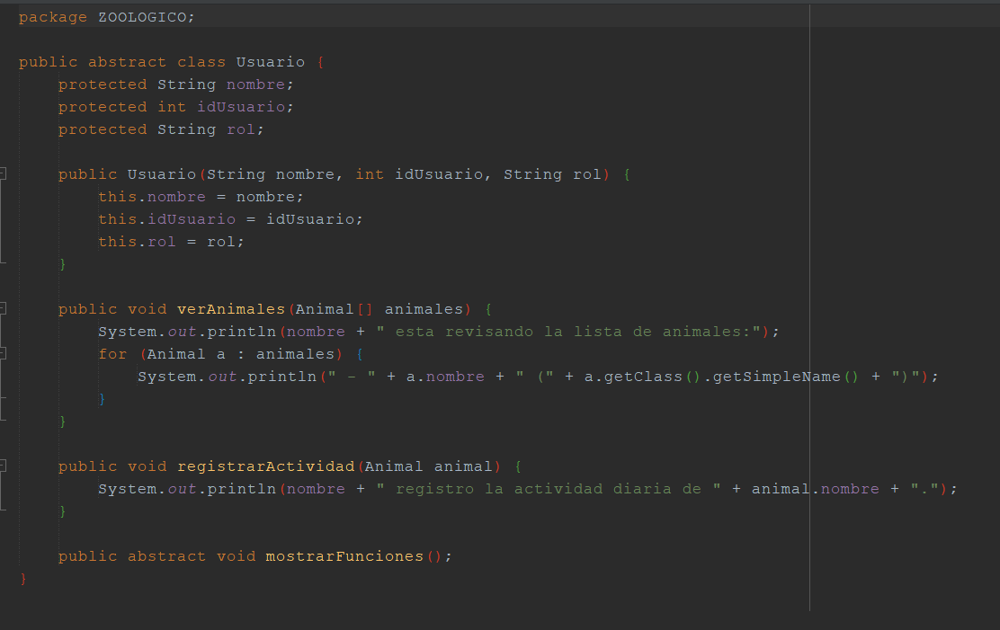 package ZOOLOGICO;
public abstract class Usuario {
    protected String nombre;
    protected int idUsuario;
    protected String rol;
    public Usuario(String nombre, int idUsuario, String rol) {
        this.nombre = nombre;
        this.idUsuario = idUsuario;
        this.rol = rol;
    }
    public void verAnimales(Animal[] animales) {
        System.out.println(nombre + " esta revisando la lista de animales:");
        for (Animal a : animales) {
            System.out.println(" - " + a.nombre + " (" + a.getClass().getSimpleName() + ")");
        }
    }
    public void registrarActividad(Animal animal) {
        System.out.println(nombre + " registro la actividad diaria de " + animal.nombre + ".");
    }
    public abstract void mostrarFunciones();
}